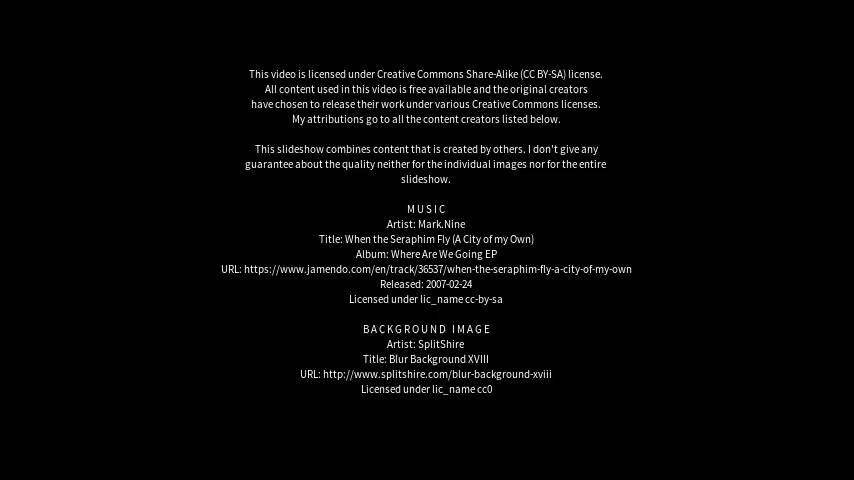 This video is licensed under Creative Commons Share-Alike (CC BY-SA) license.
All content used in this video is free available and the original creators
have chosen to release their work under various Creative Commons licenses.
My attributions go to all the content creators listed below.
This slideshow combines content that is created by others. I don't give any
guarantee about the quality neither for the individual images nor for the entire
slideshow.
MUSIC
Artist: Mark.Nine
Title: When the Seraphim Fly (A City of my Own)
Album: Where Are We Going EP
URL: https://www.jamendo.com/en/track/36537/when-the-seraphim-fly-a-city-of-my-own
Released: 2007-02-24
Licensed under lic_name cc-by-sa
BACKGROUND IMAGE
Artist: SplitShire
Title: Blur Background XVIII
URL: http://www.splitshire.com/blur-background-xviii
Licensed under lic_name cc0